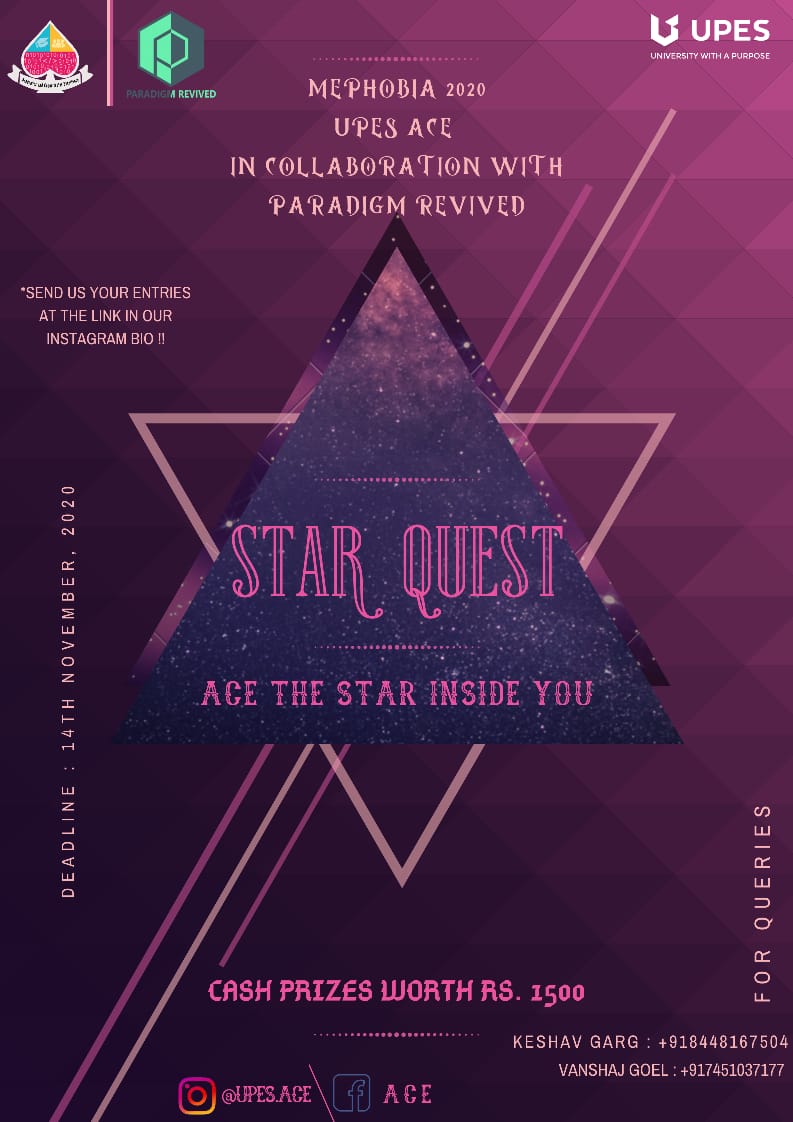 PARADIGM REVIVED
UPES
UNIVERSITY WITH A PURPOSE
MEPHOBIA 2020
UPES ACE
IN COLLABORATION WITH
PARADIGM REVIVED
*SEND US YOUR ENTRIES
AT THE LINK IN OUR
INSTAGRAM BIO !!
DEADLINE : 14TH NOVEMBER, 2020
STAR QUEST
ACE THE STAR INSIDE YOU
CASH PRIZES WORTH RS. 1500
FOR QUERIES
KESHAV GARG : +918448167504
VANSHAJ GOEL : +917451037177
@UPES.ACE
ACE